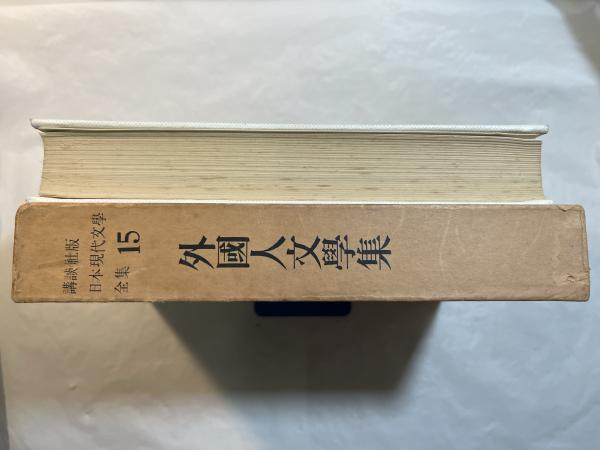 講談社版
日本現代文學
全集 15
外國人文學集